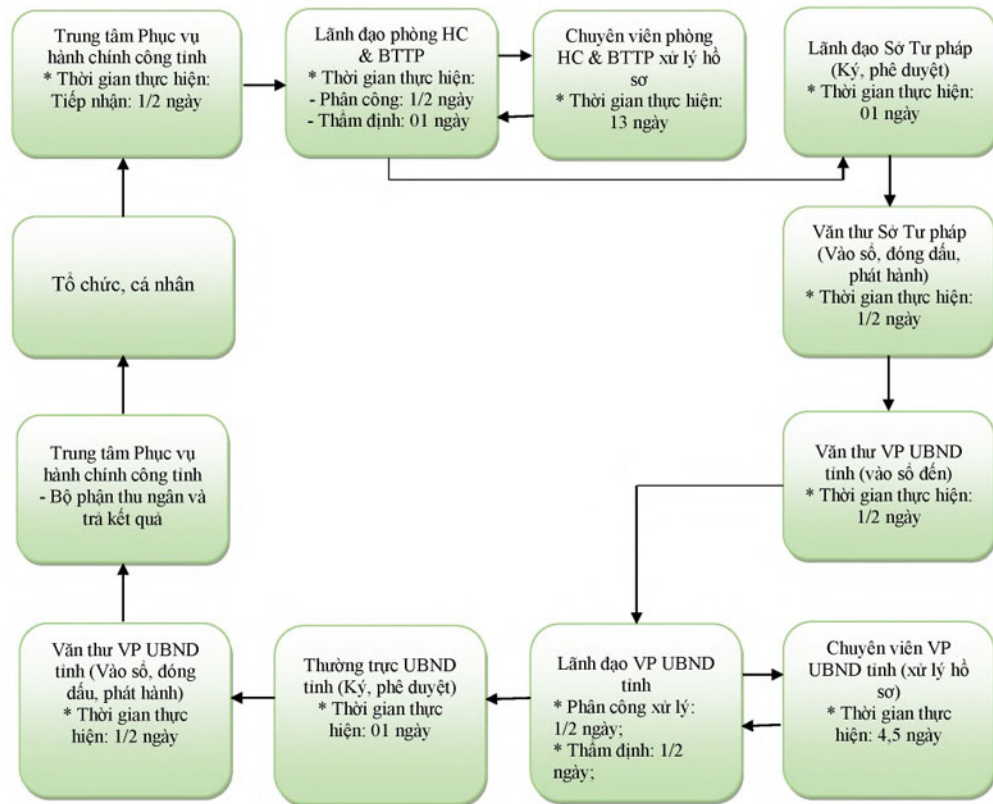 Trung tâm Phục vụ
hành chính công tỉnh
* Thời gian thực hiện:
Tiếp nhận: 1/2 ngày
Lãnh đạo phòng HC
& BTTP
* Thời gian thực hiện:
- Phân công: 1/2 ngày
- Thẩm định: 01 ngày
Chuyên viên phòng
HC & BTTP xử lý hồ
sơ
* Thời gian thực hiện:
13 ngày
Lãnh đạo Sở Tư pháp
(Ký, phê duyệt)
* Thời gian thực hiện:
01 ngày
Văn thư Sở Tư pháp
(Vào sổ, đóng dấu,
phát hành)
* Thời gian thực hiện:
1/2 ngày
Văn thư VP UBND
tỉnh (vào sổ đến)
* Thời gian thực hiện:
1/2 ngày
Chuyên viên VP
UBND tỉnh (xử lý hồ
sơ)
* Thời gian thực
hiện: 4,5 ngày
Lãnh đạo VP UBND
tỉnh
* Phân công xử lý:
1/2 ngày;
* Thẩm định: 1/2
ngày;
Thường trực UBND
tỉnh (Ký, phê duyệt)
* Thời gian thực
hiện: 01 ngày
Văn thư VP UBND
tỉnh (Vào sổ, đóng
dấu, phát hành)
* Thời gian thực
hiện: 1/2 ngày
Trung tâm Phục vụ
hành chính công tỉnh
- Bộ phận thu ngân và
trả kết quả
Tổ chức, cá nhân